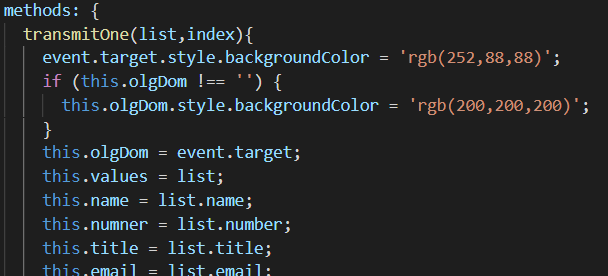 methods: {
transmitOne(list,index){
event.target.style.backgroundColor = 'rgb(252,88,88)';
if (this.olgDom !== '') {
this.olgDom.style.backgroundColor = 'rgb(200,200,200)';
}
this.olgDom = event.target;
this.values = list;
this.name = list.name;
this.numner = list.number;
this.title = list.title;
this.email = list.email;